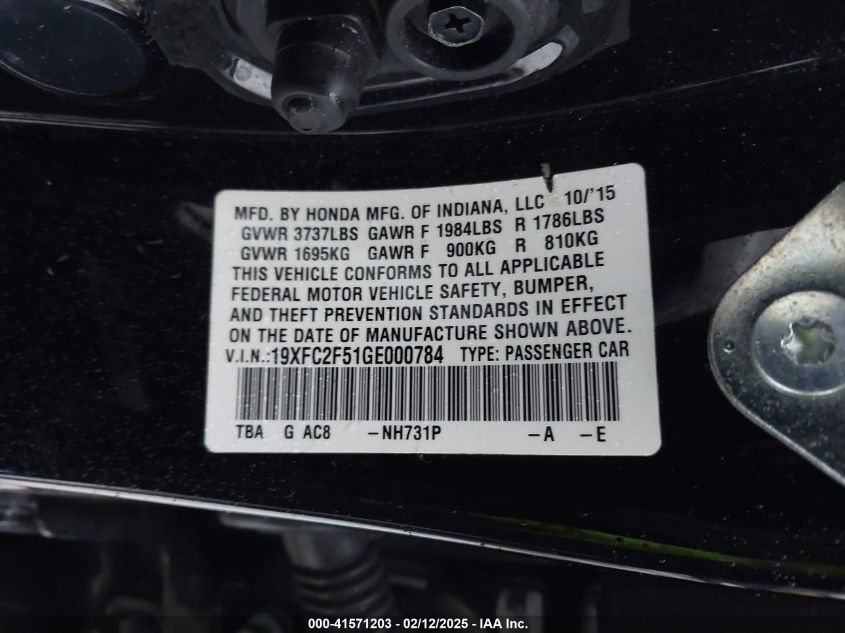 MFD. BY HONDA MFG. OF INDIANA, LLC 10/'15
GVWR 3737LBS GAWR F 1984LBS R 1786LBS
GVWR 1695KG GAWR F 900KG R 810KG
THIS VEHICLE CONFORMS TO ALL APPLICABLE
FEDERAL MOTOR VEHICLE SAFETY, BUMPER,
AND THEFT PREVENTION STANDARDS IN EFFECT
ON THE DATE OF MANUFACTURE SHOWN ABOVE.
V.I.N.:19XFC2F51GE000784 TYPE: PASSENGER CAR
TBA G AC8 –NH731P –A –E
000-41571203 - 02/12/2025 - IAA Inc.